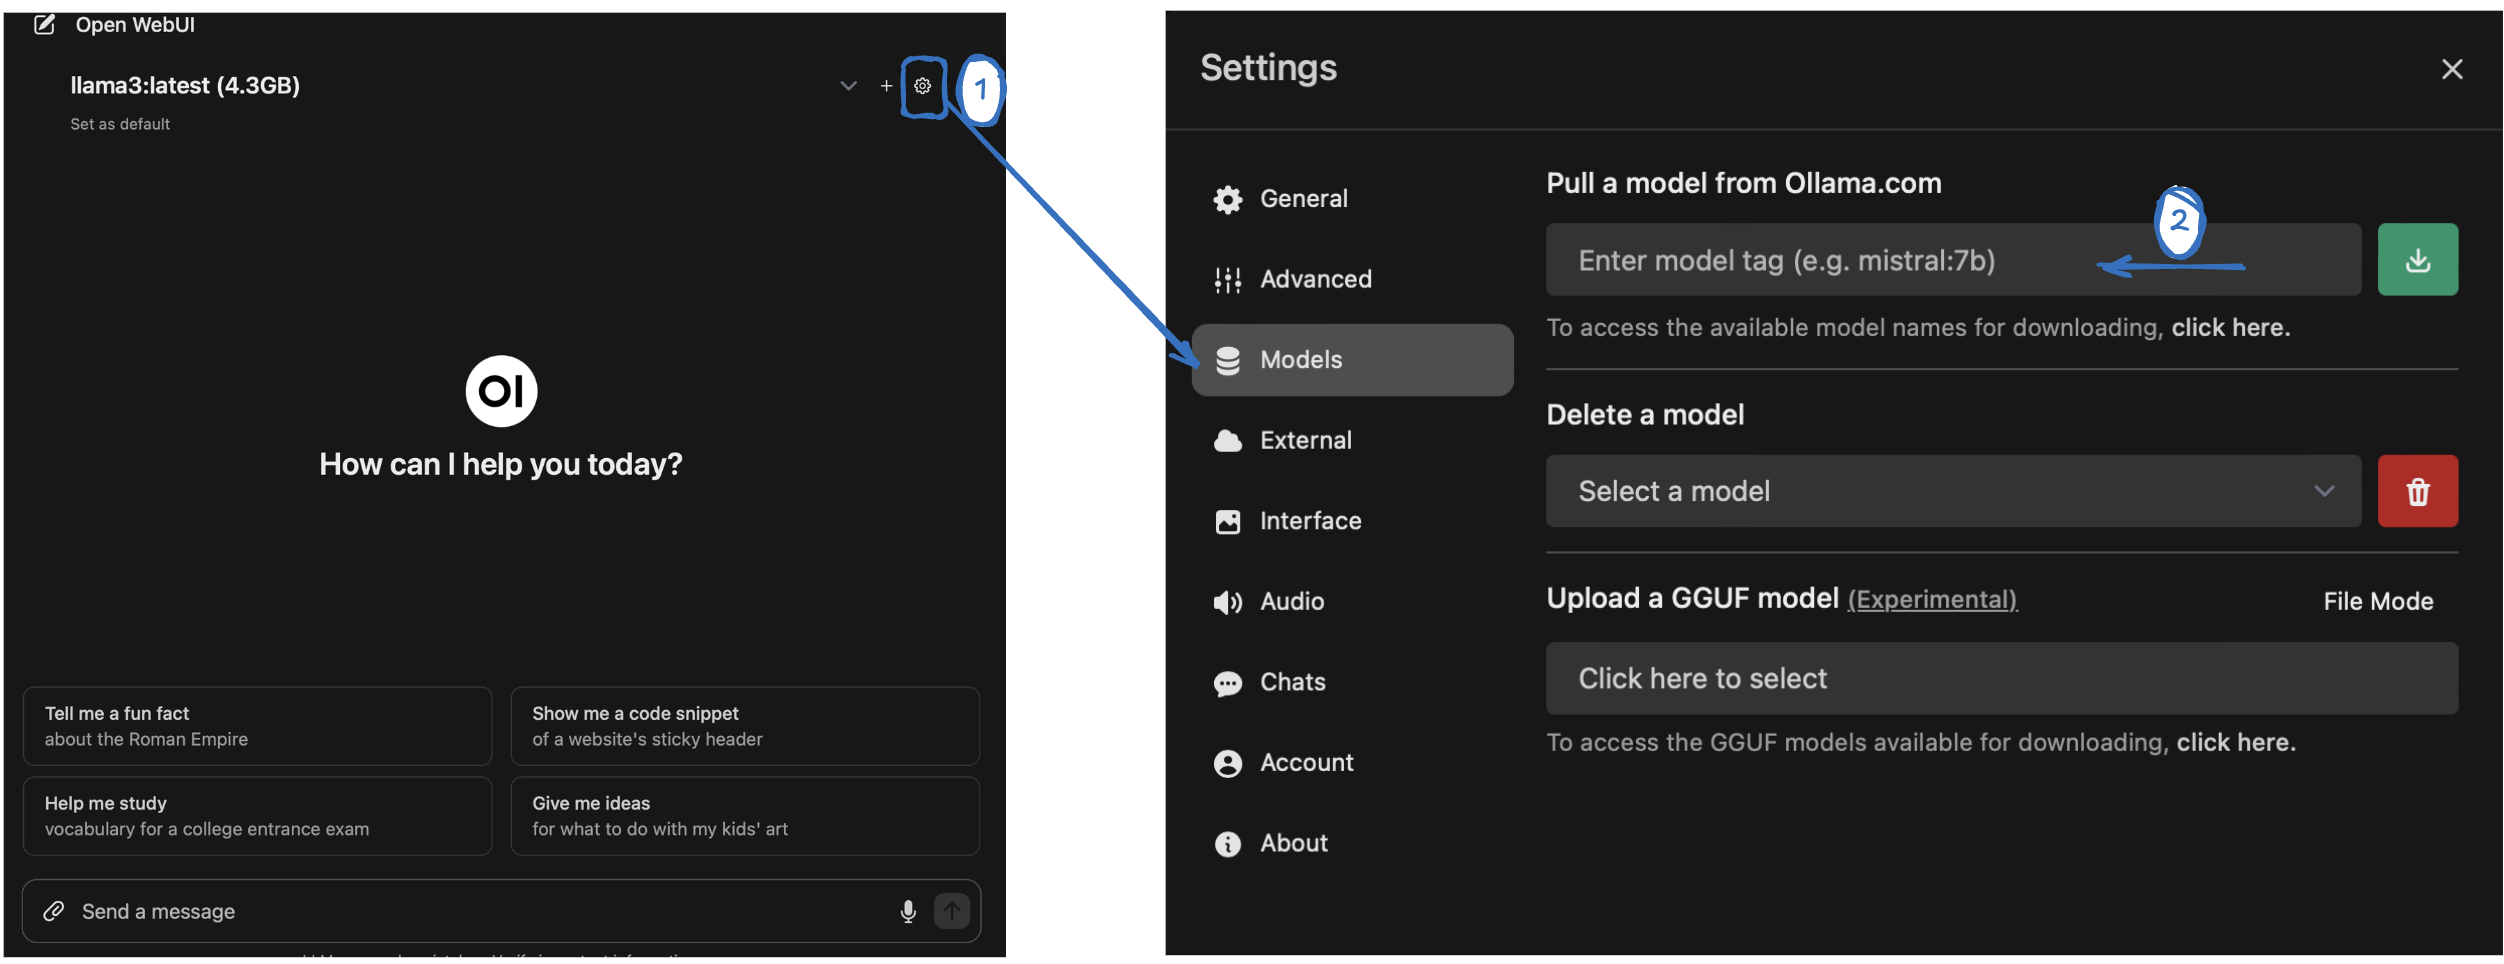 Open WebUI
llama3:latest (4.3GB)
Set as default
1
OI
How can I help you today?
Tell me a fun fact
about the Roman Empire
Show me a code snippet
of a website's sticky header
Help me study
vocabulary for a college entrance exam
Give me ideas
for what to do with my kids' art
Send a message
Settings
General
Advanced
Models
External
Interface
Audio
Chats
Account
About
Pull a model from Ollama.com
2
Enter model tag (e.g. mistral:7b)
To access the available model names for downloading, click here.
Delete a model
Select a model
Upload a GGUF model (Experimental)
File Mode
Click here to select
To access the GGUF models available for downloading, click here.